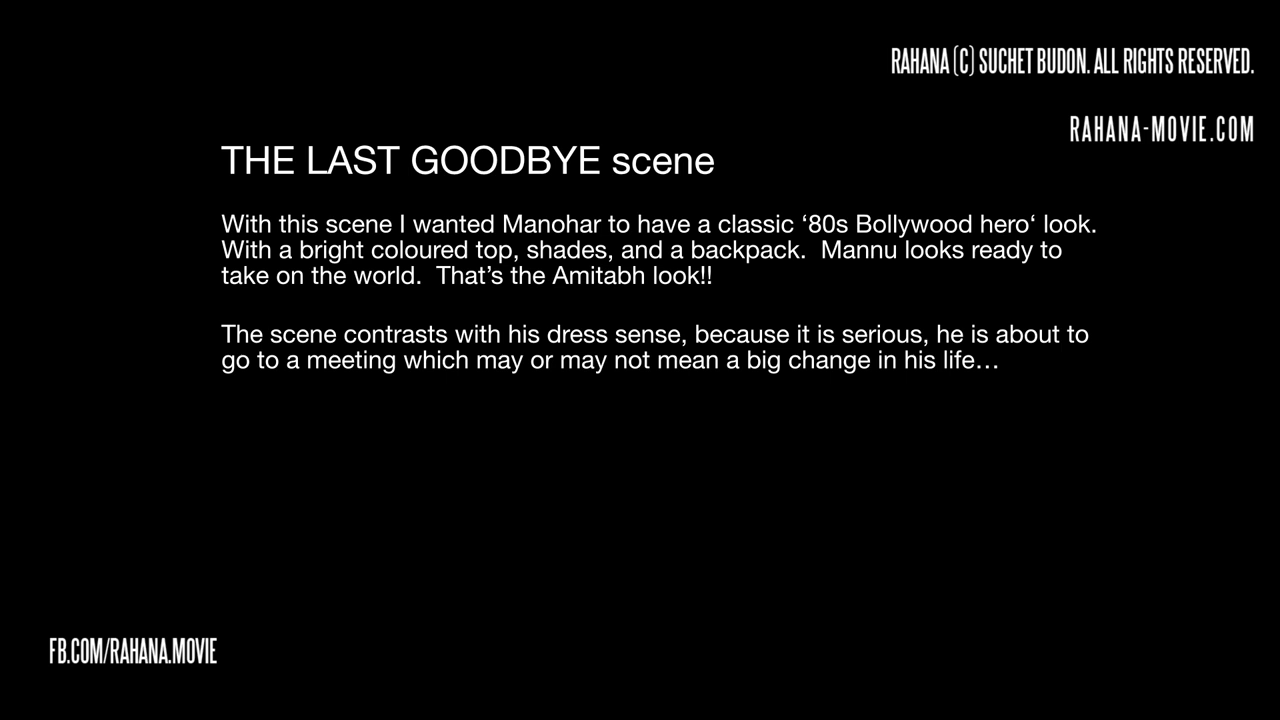 RAHANA (C) SUCHET BUDON. ALL RIGHTS RESERVED.
RAHANA-MOVIE.COM
THE LAST GOODBYE scene
With this scene I wanted Manohar to have a classic ‘80s Bollywood hero‘ look.
With a bright coloured top, shades, and a backpack.  Mannu looks ready to
take on the world.  That’s the Amitabh look!!
The scene contrasts with his dress sense, because it is serious, he is about to
go to a meeting which may or may not mean a big change in his life…
FB.COM/RAHANA.MOVIE